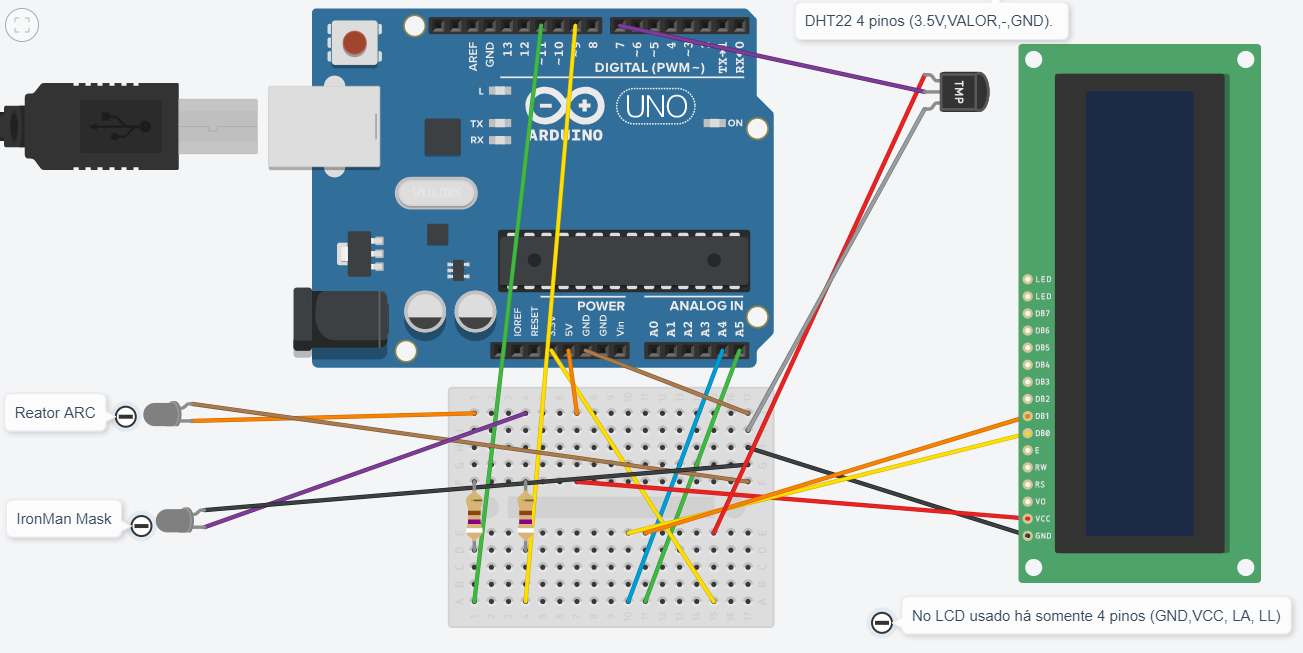 DHT22 4 pinos (3.5V,VALOR,-,GND).
AREF
GND
13
12
~11
~10
~9
8
7
~6
~5
4
~3
2
TX→1
RX←0
DIGITAL (PWM~)
L
TX
RX
ARDUINO
UNO
ON
TMP
SPK16.000G
POWER
ANALOG IN
IOREF
RESET
3.3V
5V
GND
GND
Vin
A0
A1
A2
A3
A4
A5
LED
LED
DB7
DB6
DB5
DB4
DB3
DB2
DB1
DB0
E
RW
RS
VO
VCC
GND
Reator ARC
IronMan Mask
No LCD usado há somente 4 pinos (GND,VCC, LA, LL)